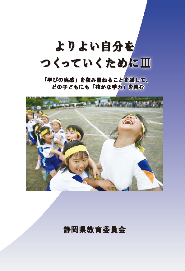 よりよい自分を
つくっていくためにⅢ
「学びの実感」を積み重ねることを通して、
どの子どもにも「確かな学力」を育む
静岡県教育委員会